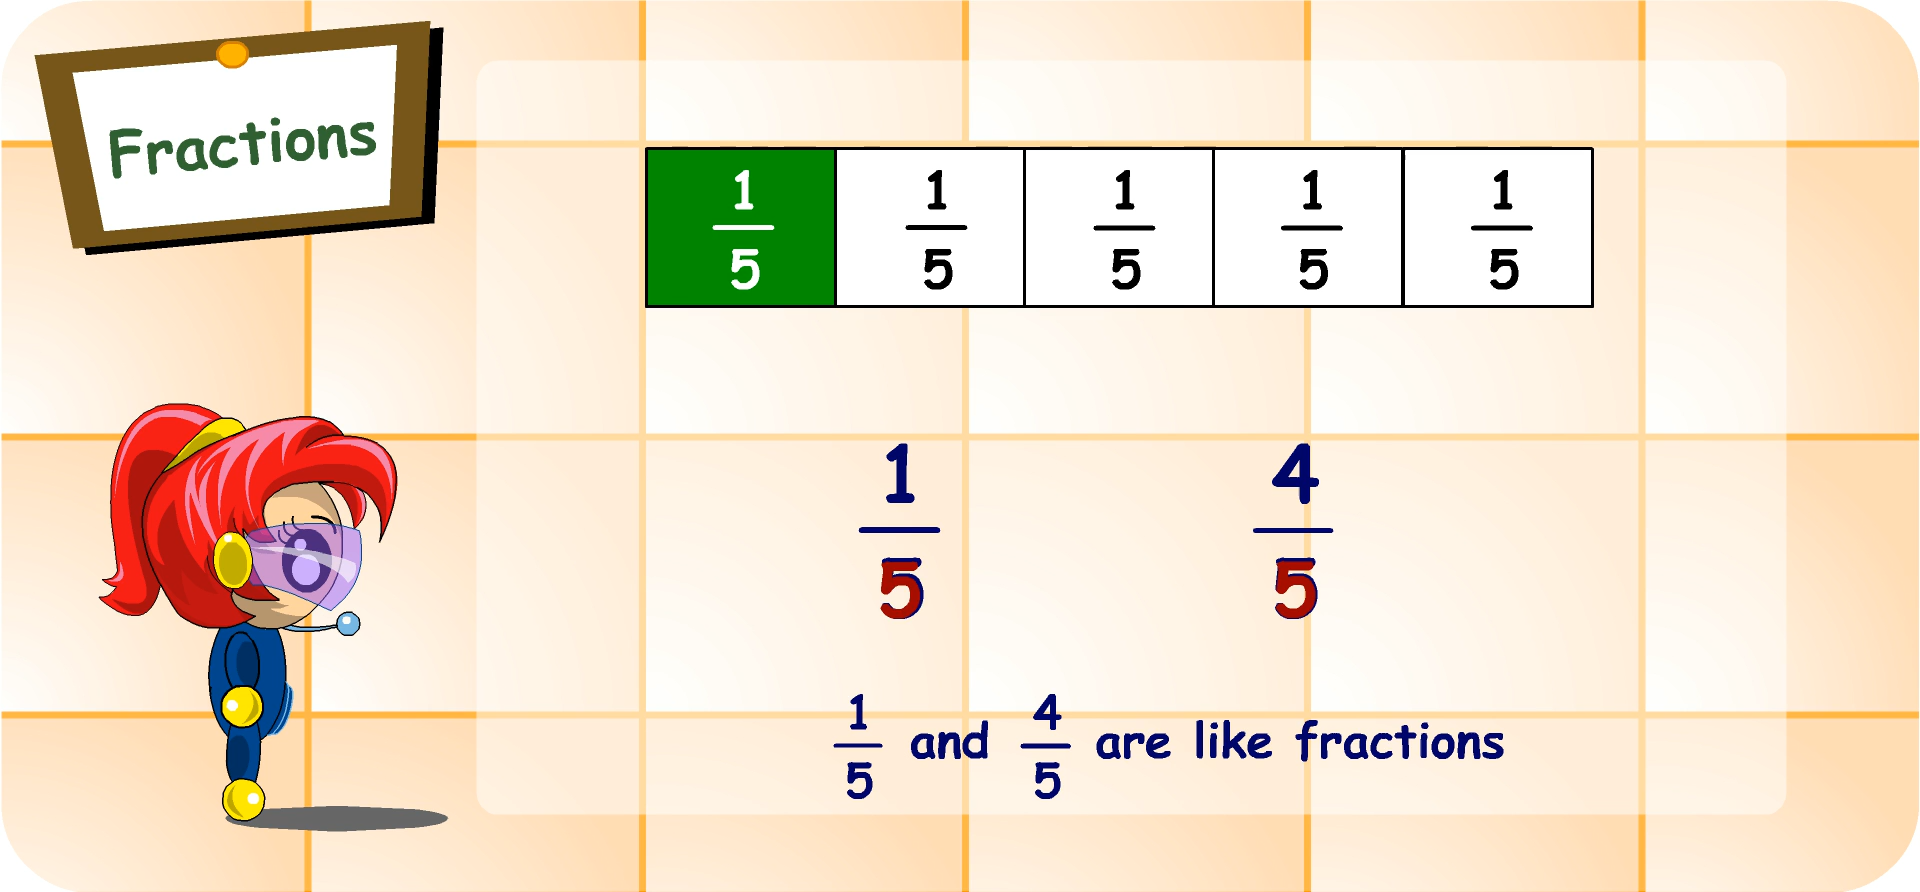 Fractions
1/5 1/5 1/5 1/5 1/5
1/5 4/5
1/5 and 4/5 are like fractions